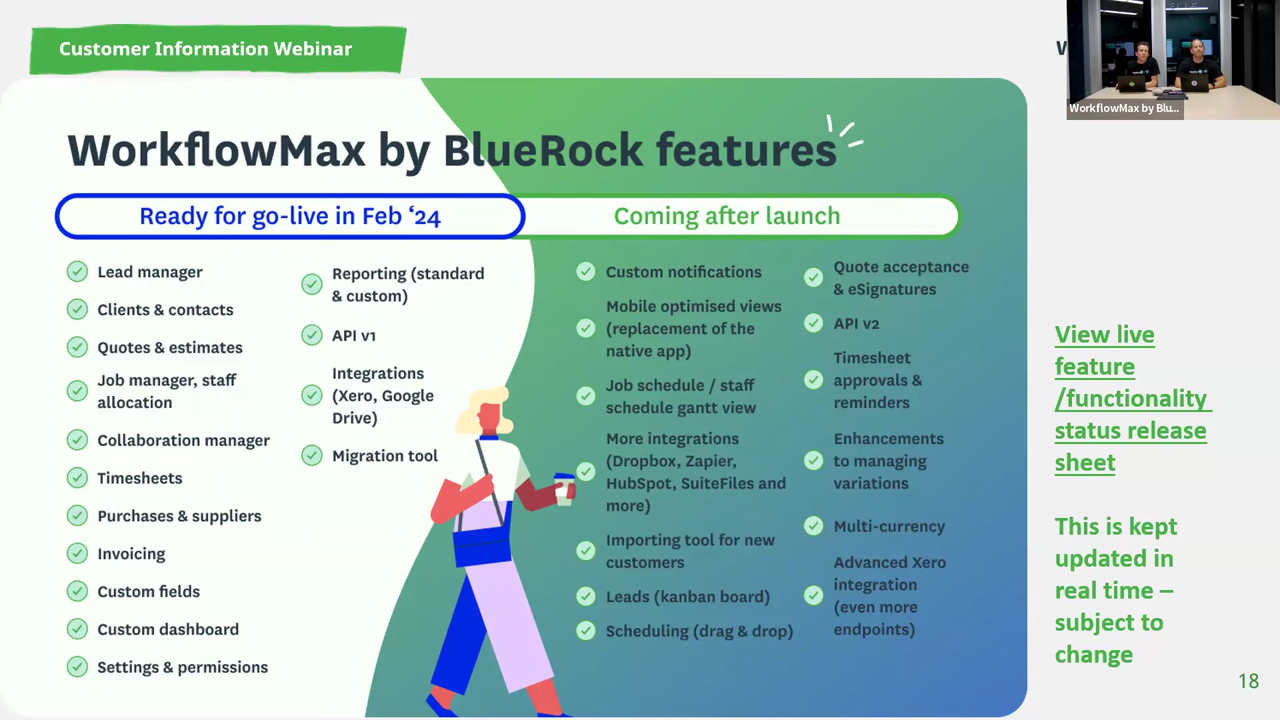 Customer Information Webinar
W
WorkflowMax by Blu...
WorkflowMax by BlueRock features
Ready for go-live in Feb ‘24
Coming after launch
Lead manager
Clients & contacts
Quotes & estimates
Job manager, staff
allocation
Collaboration manager
Timesheets
Purchases & suppliers
Invoicing
Custom fields
Custom dashboard
Settings & permissions
Reporting (standard
& custom)
API v1
Integrations
(Xero, Google
Drive)
Migration tool
Custom notifications
Mobile optimised views
(replacement of the
native app)
Job schedule / staff
schedule gantt view
More integrations
(Dropbox, Zapier,
HubSpot, SuiteFiles and
more)
Importing tool for new
customers
Leads (kanban board)
Scheduling (drag & drop)
Quote acceptance
& eSignatures
API v2
Timesheet
approvals &
reminders
Enhancements
to managing
variations
Multi-currency
Advanced Xero
integration
(even more
endpoints)
View live
feature
/functionality
status release
sheet
This is kept
updated in
real time –
subject to
change
18